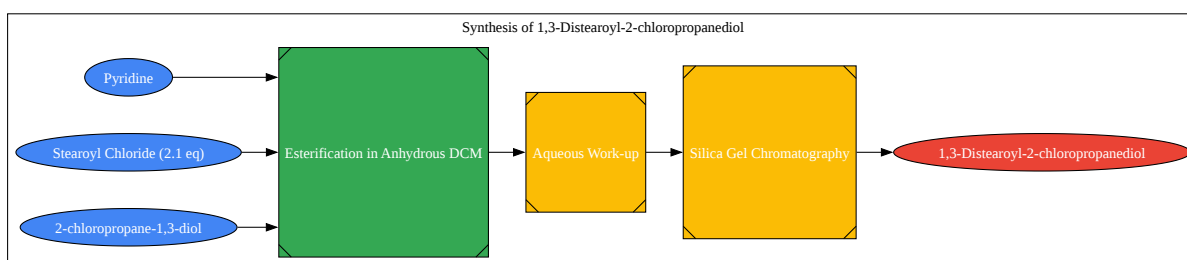 Synthesis of 1,3-Distearoyl-2-chloropropanediol
Pyridine
Stearoyl Chloride (2.1 eq)
2-chloropropane-1,3-diol
Esterification in Anhydrous DCM
Aqueous Work-up
Silica Gel Chromatography
1,3-Distearoyl-2-chloropropanediol